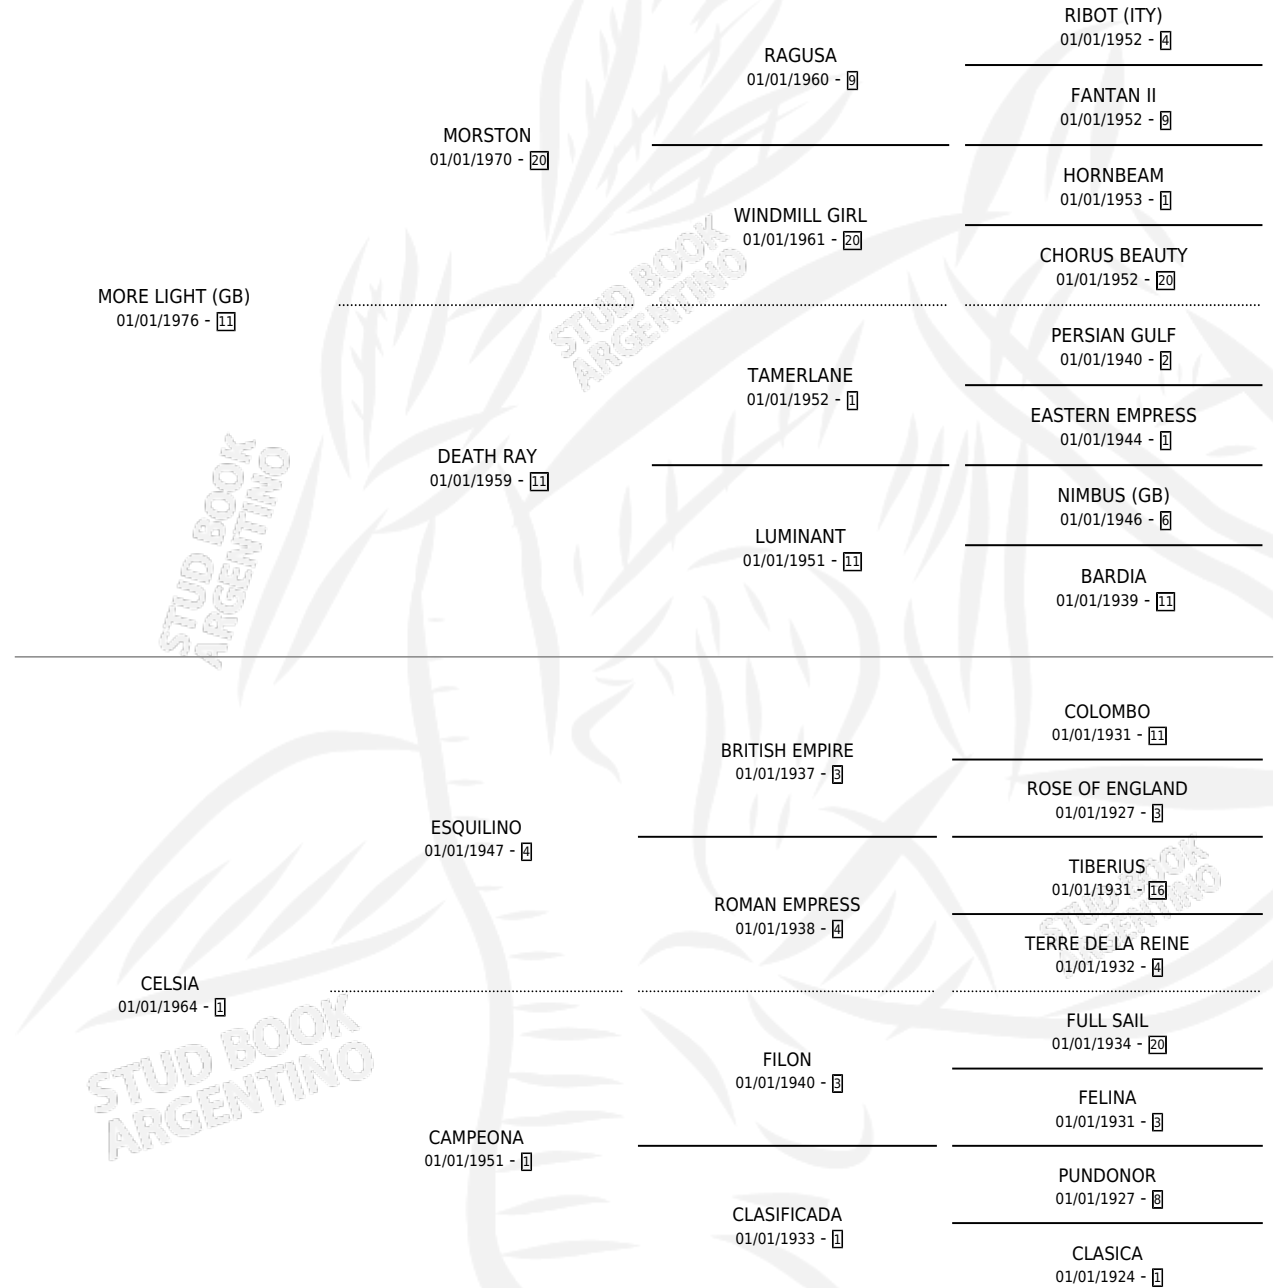 RIBOT (ITY)
01/01/1952 - 4
RAGUSA
01/01/1960 - 9
FANTAN II
01/01/1952 - 9
MORSTON
01/01/1970 - 20
HORNBEAM
01/01/1953 - 1
WINDMILL GIRL
01/01/1961 - 20
CHORUS BEAUTY
01/01/1952 - 20
MORE LIGHT (GB)
01/01/1976 - 11
STUD BOOK
ARGENTINO
PERSIAN GULF
01/01/1940 - 2
TAMERLANE
01/01/1952 - 1
EASTERN EMPRESS
01/01/1944 - 1
DEATH RAY
01/01/1959 - 11
NIMBUS (GB)
01/01/1946 - 6
LUMINANT
01/01/1951 - 11
BARDIA
01/01/1939 - 11
STUD BOOK
ARGENTINO
COLOMBO
01/01/1931 - 11
BRITISH EMPIRE
01/01/1937 - 3
ROSE OF ENGLAND
01/01/1927 - 3
ESQUILINO
01/01/1947 - 4
TIBERIUS
01/01/1931 - 16
STUD BOOK
ARGENTINO
ROMAN EMPRESS
01/01/1938 - 4
TERRE DE LA REINE
01/01/1932 - 4
CELSIA
01/01/1964 - 1
FULL SAIL
01/01/1934 - 20
STUD BOOK
ARGENTINO
FILON
01/01/1940 - 3
FELINA
01/01/1931 - 3
CAMPEONA
01/01/1951 - 1
PUNDONOR
01/01/1927 - 8
CLASIFICADA
01/01/1933 - 1
CLASICA
01/01/1924 - 1